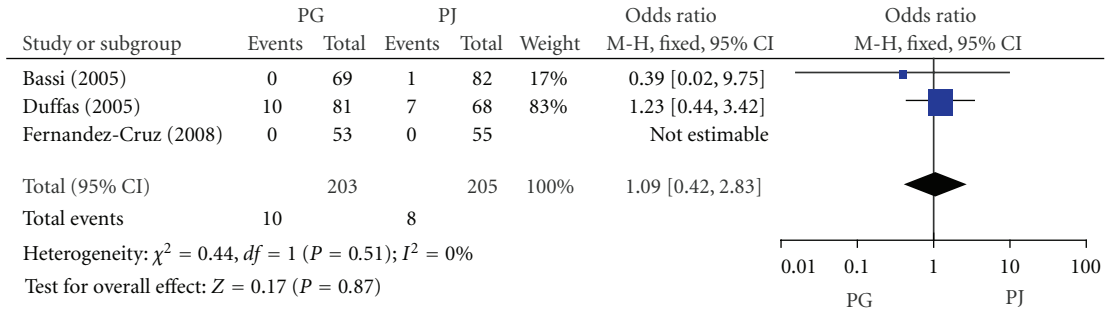 PG PJ Odds ratio Odds ratio
Study or subgroup Events Total Events Total Weight M-H, fixed, 95% CI M-H, fixed, 95% CI
Bassi (2005) 0 69 1 82 17% 0.39 [0.02, 9.75]
Duffas (2005) 10 81 7 68 83% 1.23 [0.44, 3.42]
Fernandez-Cruz (2008) 0 53 0 55 Not estimable
Total (95% CI) 203 205 100% 1.09 [0.42, 2.83]
Total events 10 8
Heterogeneity: χ² = 0.44, df = 1 (P = 0.51); I² = 0%
Test for overall effect: Z = 0.17 (P = 0.87)
0.01 0.1 1 10 100
PG PJ